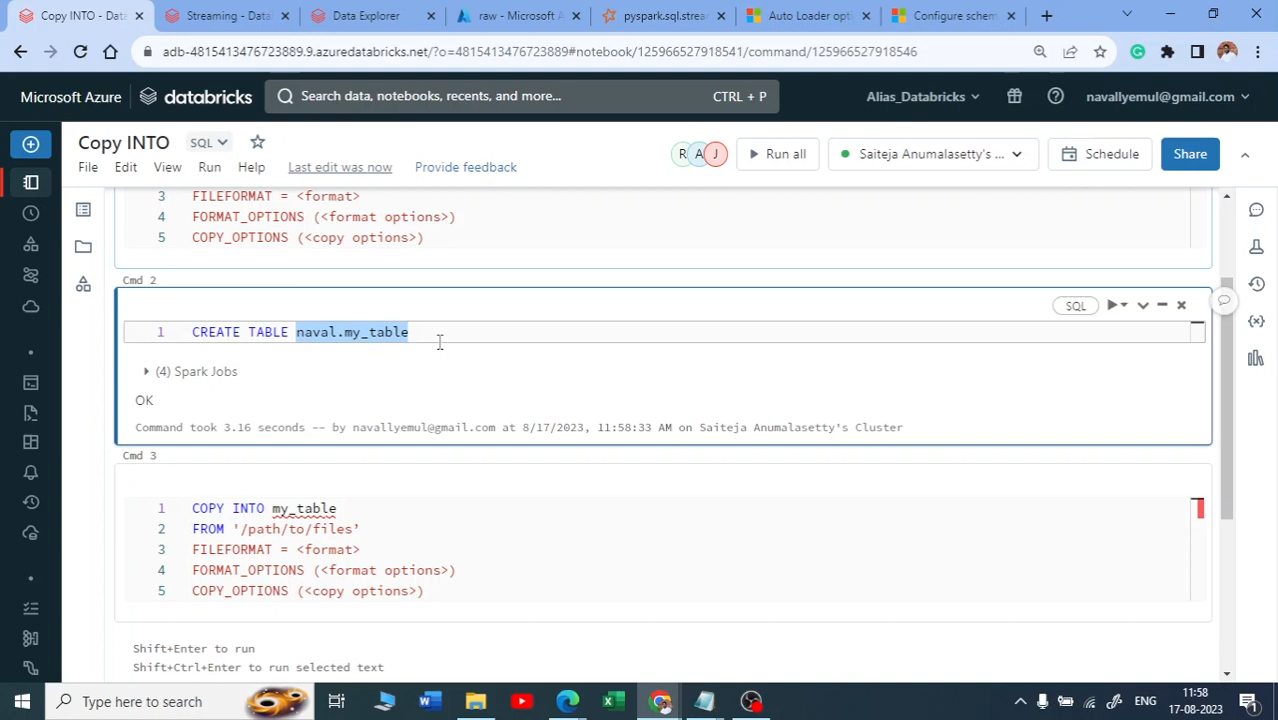 Copy INTO - Data
Streaming - Data
Data Explorer
raw - Microsoft A
pyspark.sql.strea
Auto Loader opti
Configure schem
adb-4815413476723889.9.azuredatabricks.net/?o=4815413476723889#notebook/125966527918541/command/125966527918546
Microsoft Azure
databricks
Search data, notebooks, recents, and more...
CTRL + P
Alias_Databricks
navallyemul@gmail.com
Copy INTO
SQL
R A J
Run all
Saiteja Anumalasetty's ...
Schedule
Share
File Edit View Run Help Last edit was now Provide feedback
3 FILEFORMAT = <format>
4 FORMAT_OPTIONS (<format options>)
5 COPY_OPTIONS (<copy options>)
Cmd 2
SQL
1 CREATE TABLE naval.my_table
(4) Spark Jobs
OK
Command took 3.16 seconds -- by navallyemul@gmail.com at 8/17/2023, 11:58:33 AM on Saiteja Anumalasetty's Cluster
Cmd 3
1 COPY INTO my_table
2 FROM '/path/to/files’
3 FILEFORMAT = <format>
4 FORMAT_OPTIONS (<format options>)
5 COPY_OPTIONS (<copy options>)
Shift+Enter to run
Shift+Ctrl+Enter to run selected text
Type here to search
ENG
11:58
17-08-2023
1